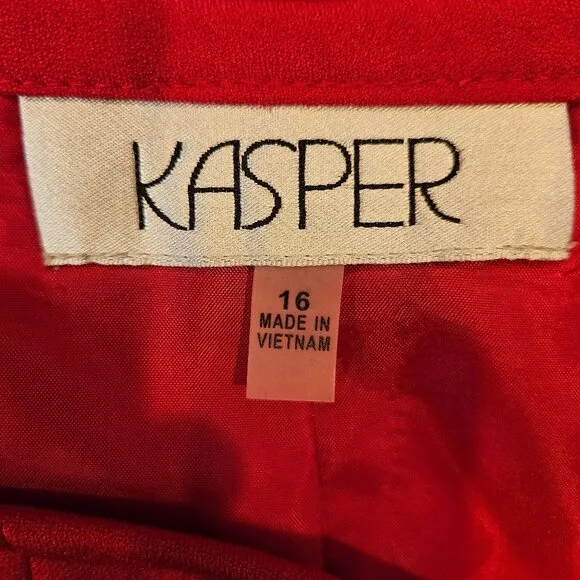 KASPER
16
MADE IN
VIETNAM